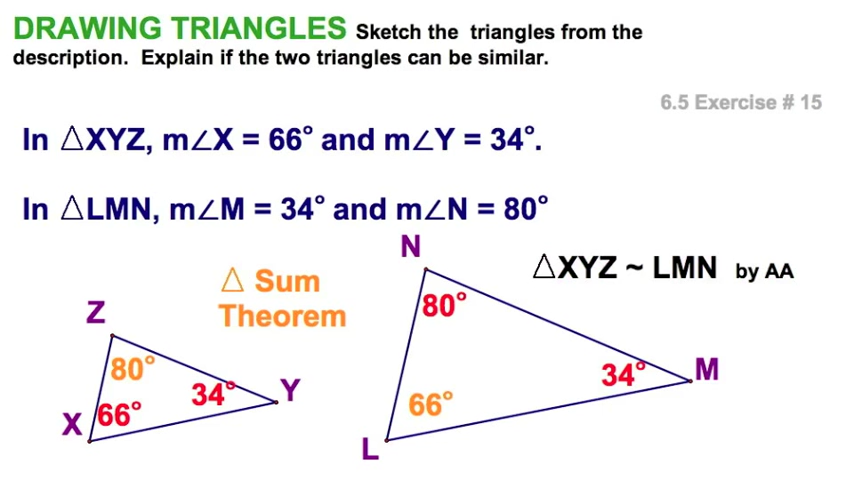 DRAWING TRIANGLES Sketch the triangles from the
description. Explain if the two triangles can be similar.
6.5 Exercise # 15
In △XYZ, m∠X = 66° and m∠Y = 34°.
In △LMN, m∠M = 34° and m∠N = 80°
N
△XYZ ~ LMN by AA
△ Sum
Theorem
Z
80°
80°
34°
M
34°
Y
66°
X
66°
L